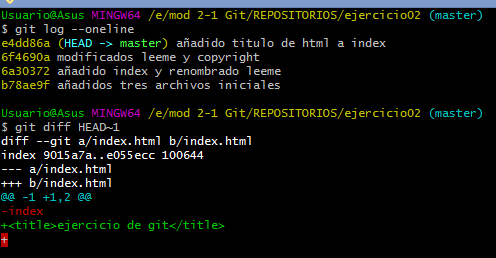 Usuario@Asus MINGW64 /e/mod 2-1 Git/REPOSITORIOS/ejercicio02 (master)
$ git log --oneline
e4dd86a (HEAD -> master) añadido titulo de html a index
6f4690a modificados leeme y copyright
6a30372 añadido index y renombrado leeme
b78ae9f añadidos tres archivos iniciales
Usuario@Asus MINGW64 /e/mod 2-1 Git/REPOSITORIOS/ejercicio02 (master)
$ git diff HEAD~1
diff --git a/index.html b/index.html
index 9015a7a..e055ecc 100644
--- a/index.html
+++ b/index.html
@@ -1 +1,2 @@
-index
+<title>ejercicio de git</title>
+